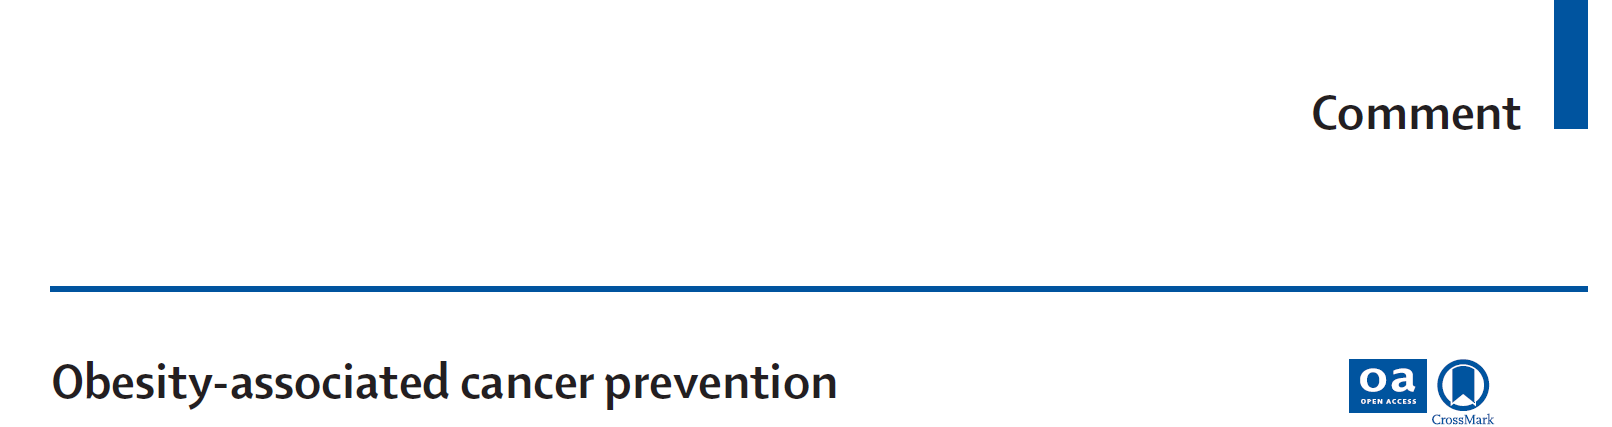 Comment
Obesity-associated cancer prevention
oa
OPEN ACCESS
CrossMark